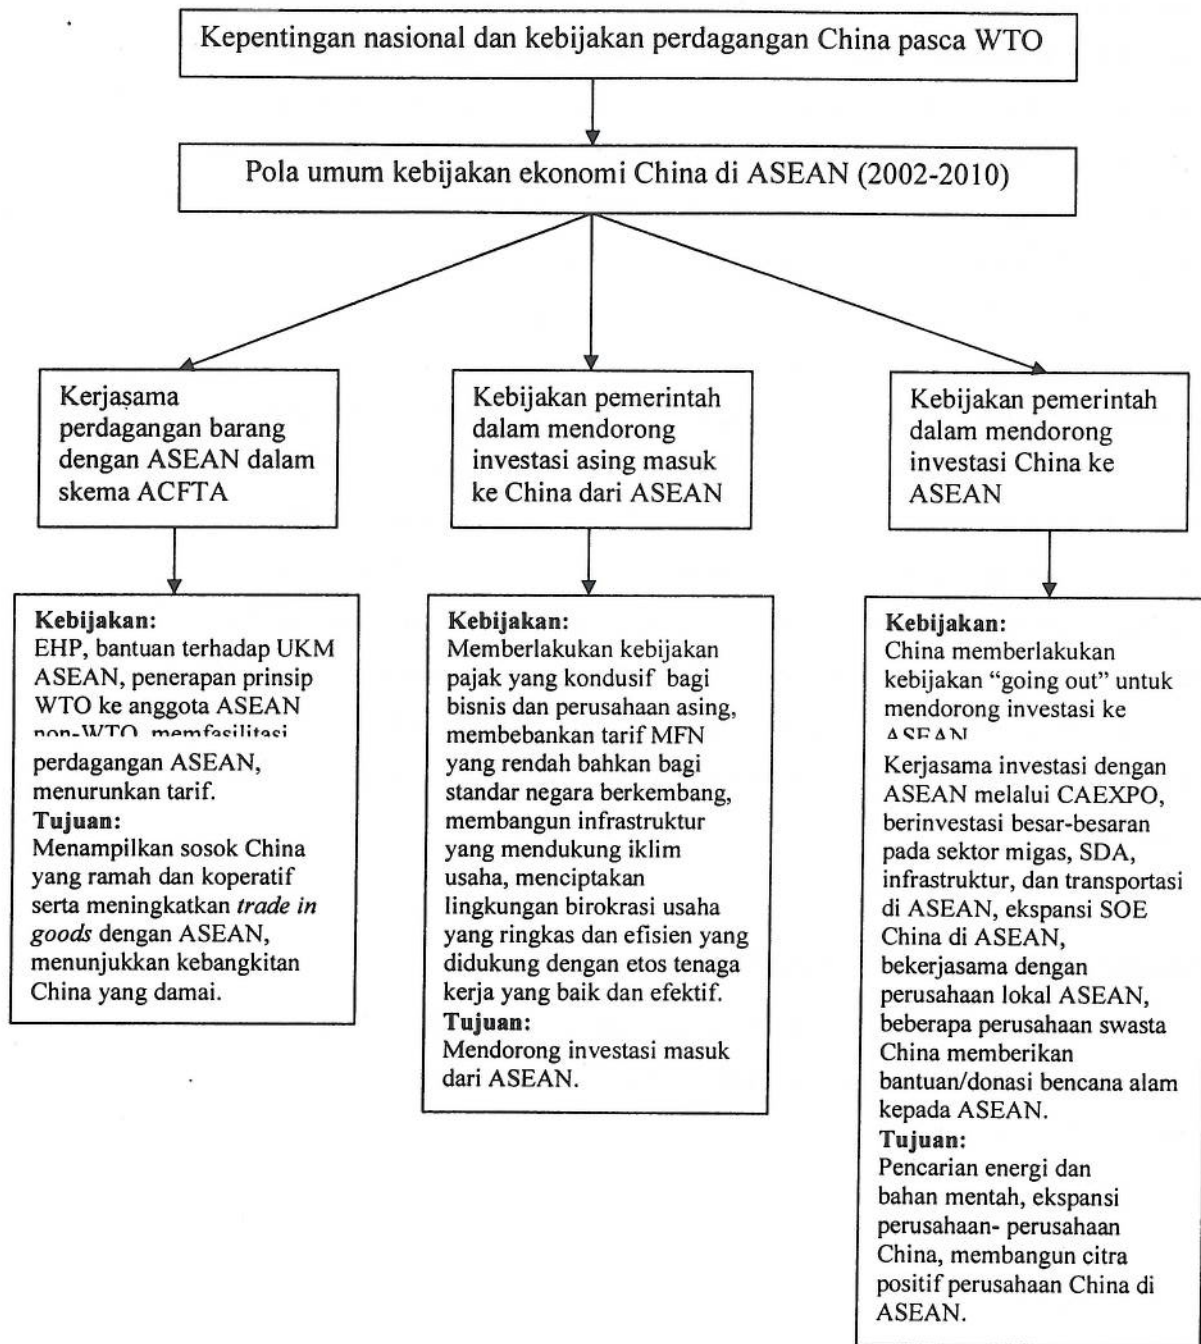 Kepentingan nasional dan kebijakan perdagangan China pasca WTO
Pola umum kebijakan ekonomi China di ASEAN (2002-2010)
Kerjasama
perdagangan barang
dengan ASEAN dalam
skema ACFTA
Kebijakan pemerintah
dalam mendorong
investasi asing masuk
ke China dari ASEAN
Kebijakan pemerintah
dalam mendorong
investasi China ke
ASEAN
Kebijakan:
EHP, bantuan terhadap UKM
ASEAN, penerapan prinsip
WTO ke anggota ASEAN
non-WTO, memfasilitasi
perdagangan ASEAN,
menurunkan tarif.
Tujuan:
Menampilkan sosok China
yang ramah dan koperatif
serta meningkatkan trade in
goods dengan ASEAN,
menunjukkan kebangkitan
China yang damai.
Kebijakan:
Memberlakukan kebijakan
pajak yang kondusif bagi
bisnis dan perusahaan asing,
membebankan tarif MFN
yang rendah bahkan bagi
standar negara berkembang,
membangun infrastruktur
yang mendukung iklim
usaha, menciptakan
lingkungan birokrasi usaha
yang ringkas dan efisien yang
didukung dengan etos tenaga
kerja yang baik dan efektif.
Tujuan:
Mendorong investasi masuk
dari ASEAN.
Kebijakan:
China memberlakukan
kebijakan “going out” untuk
mendorong investasi ke
ASEAN
Kerjasama investasi dengan
ASEAN melalui CAEXPO,
berinvestasi besar-besaran
pada sektor migas, SDA,
infrastruktur, dan transportasi
di ASEAN, ekspansi SOE
China di ASEAN,
bekerjasama dengan
perusahaan lokal ASEAN,
beberapa perusahaan swasta
China memberikan
bantuan/donasi bencana alam
kepada ASEAN.
Tujuan:
Pencarian energi dan
bahan mentah, ekspansi
perusahaan- perusahaan
China, membangun citra
positif perusahaan China di
ASEAN.